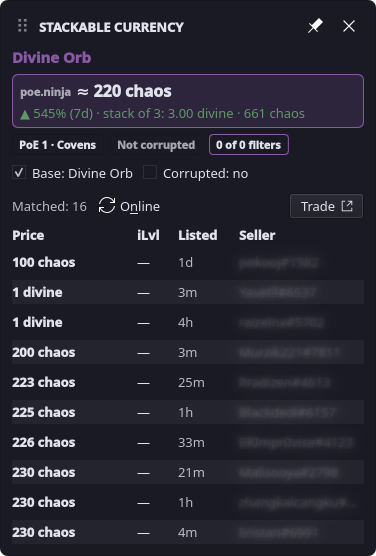 STACKABLE CURRENCY
Divine Orb
poe.ninja ≈ 220 chaos
▲ 545% (7d) · stack of 3: 3.00 divine · 661 chaos
PoE 1 · Covens Not corrupted 0 of 0 filters
Base: Divine Orb Corrupted: no
Matched: 16 Online Trade
Price iLvl Listed Seller
100 chaos — 1d
1 divine — 3m
1 divine — 4h
200 chaos — 3m
223 chaos — 25m
225 chaos — 1h
226 chaos — 33m
230 chaos — 21m
230 chaos — 1h
230 chaos — 4m